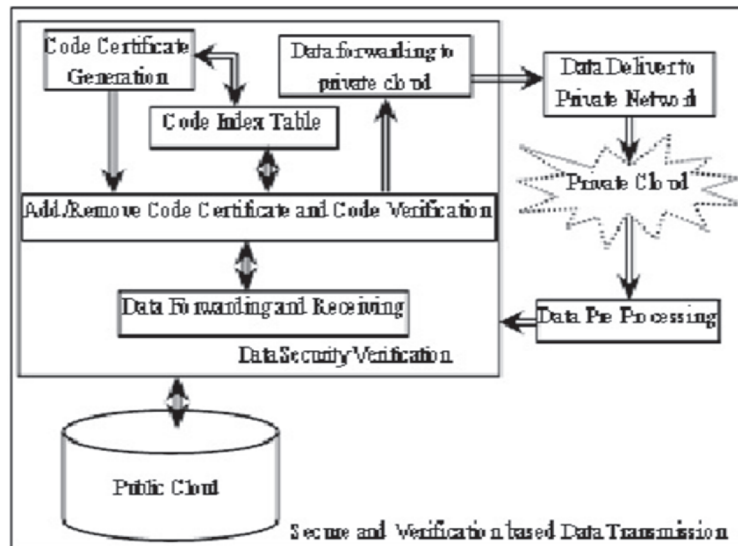 Code Certificate
Generation
Data forwarding to
private cloud
Data Deliver to
Private Network
Code Index Table
Private Cloud
Add/Remove Code Certificate and Code Verification
Data Forwarding and Receiving
Data Pre Processing
Data Security Verification
Public Cloud
Secure and Verification based Data Transmission